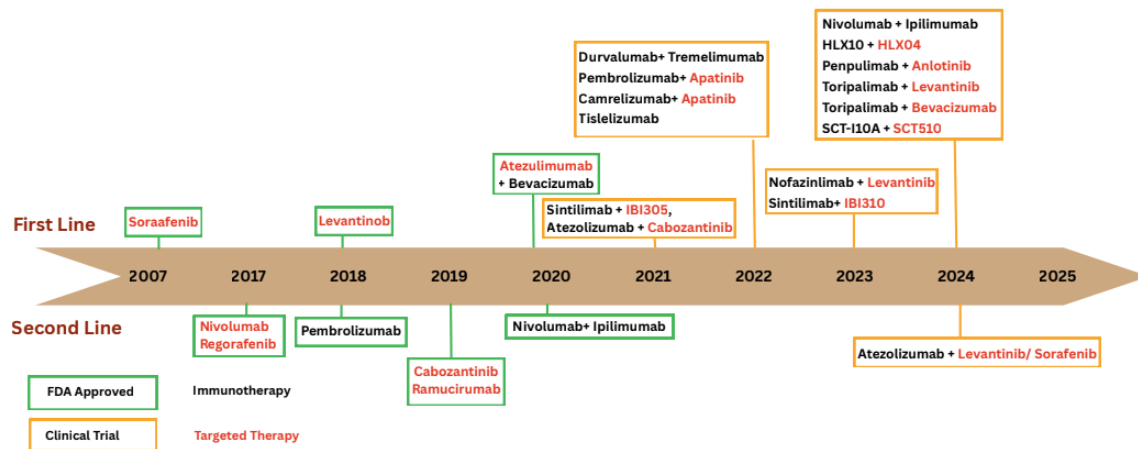 Nivolumab + Ipilimumab
HLX10 + HLX04
Penpulimab + Anlotinib
Toripalimab + Levantinib
Toripalimab + Bevacizumab
SCT-I10A + SCT510
Durvalumab+ Tremelimumab
Pembrolizumab+ Apatinib
Camrelizumab+ Apatinib
Tislelizumab
Atezulimumab
+ Bevacizumab
Nofazinlimab + Levantinib
Sintilimab+ IBI310
Sintilimab + IBI305,
Atezolizumab + Cabozantinib
First Line
Soraafenib
Levantinob
2007 2017 2018 2019 2020 2021 2022 2023 2024 2025
Second Line
Nivolumab
Regorafenib
Pembrolizumab
Nivolumab+ Ipilimumab
Cabozantinib
Ramucirumab
Atezolizumab + Levantinib/ Sorafenib
FDA Approved
Immunotherapy
Clinical Trial
Targeted Therapy